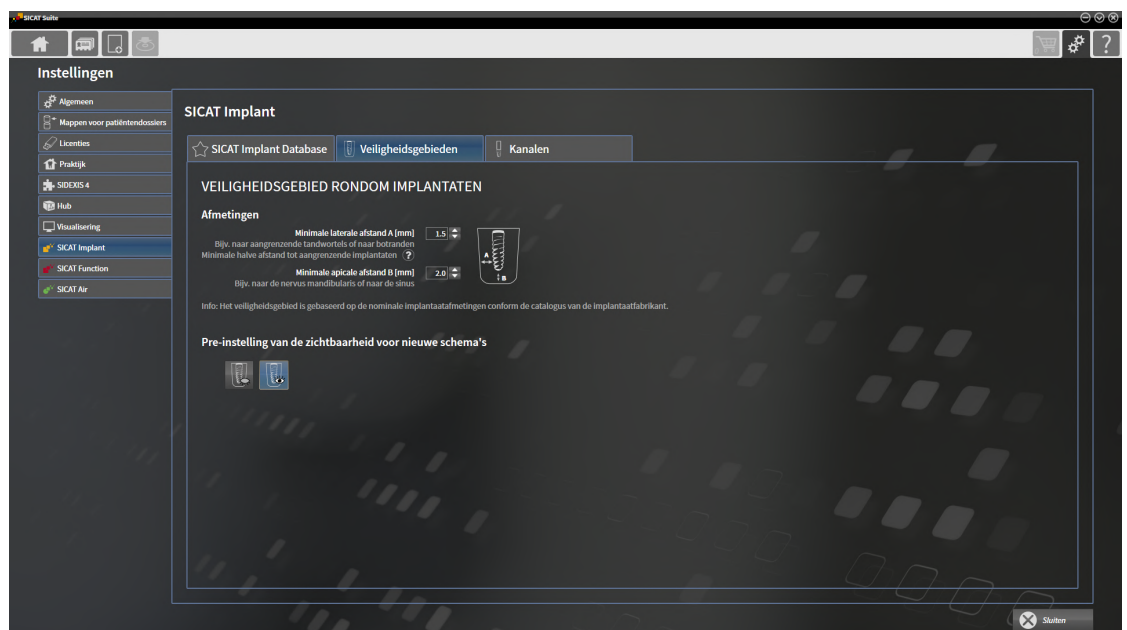 SICAT Suite
Instellingen
Algemeen
Mappen voor patiëntendossiers
Licenties
Praktijk
SIDEXIS 4
Hub
Visualisering
SICAT Implant
SICAT Function
SICAT Air
SICAT Implant
SICAT Implant Database
Veiligheidsgebieden
Kanalen
VEILIGHEIDSGEBIED RONDOM IMPLANTATEN
Afmetingen
Minimale laterale afstand A [mm] 1.5
Bijv. naar aangrenzende tandwortels of naar botranden
Minimale halve afstand tot aangrenzende implantaten ?
Minimale apicale afstand B [mm] 2.0
Bijv. naar de nervus mandibularis of naar de sinus
A
B
Info: Het veiligheidsgebied is gebaseerd op de nominale implantaatafmetingen conform de catalogus van de implantaatfabrikant.
Pre-instelling van de zichtbaarheid voor nieuwe schema's
Sluiten